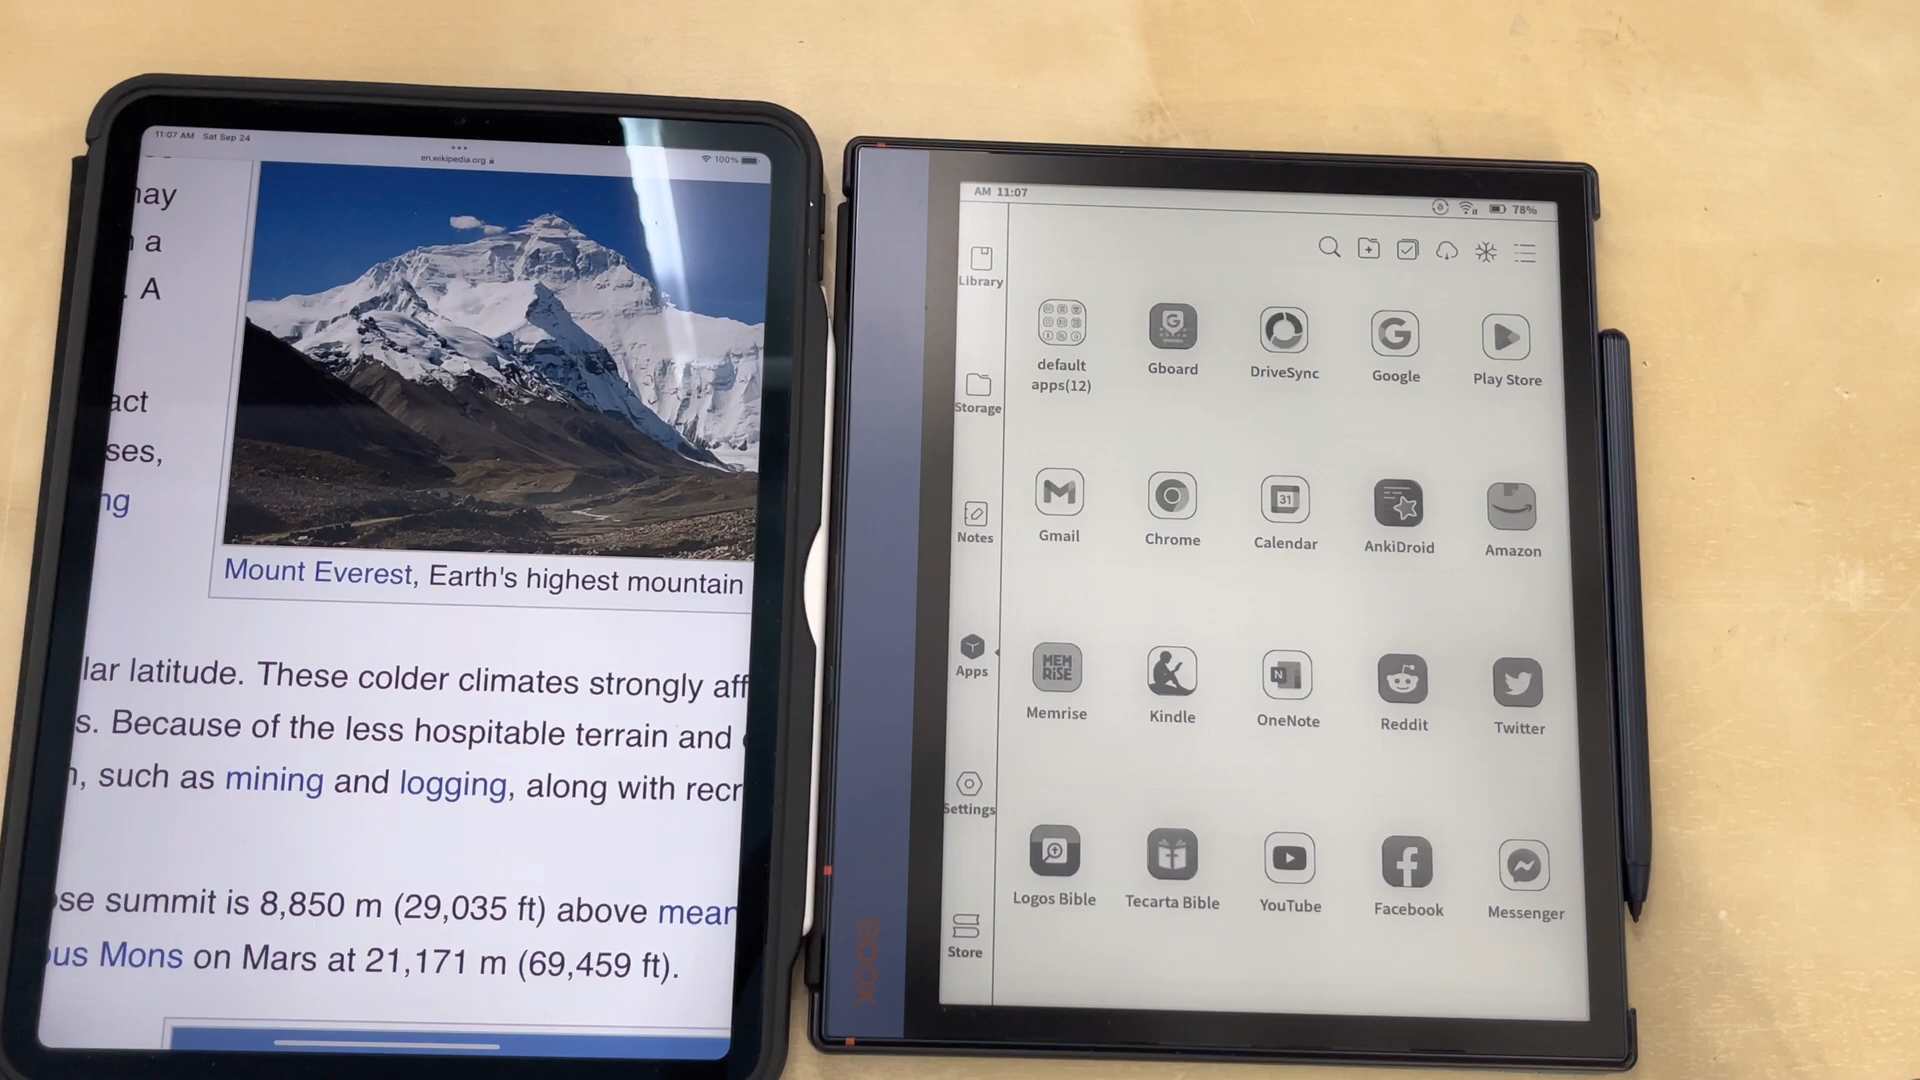 11:07 AM Sat Sep 24
en.wikipedia.org
100%
a
. A
act
ses,
Mount Everest, Earth's highest mountain
lar latitude. These colder climates strongly aff
s. Because of the less hospitable terrain and
, such as mining and logging, along with recr
se summit is 8,850 m (29,035 ft) above mean
us Mons on Mars at 21,171 m (69,459 ft).
BOOX
AM 11:07
78%
Library
Storage
Notes
Apps
Settings
Store
default
apps(12)
Gboard
DriveSync
Google
Play Store
Gmail
Chrome
31
Calendar
AnkiDroid
Amazon
MEM
RiSE
Memrise
Kindle
N
OneNote
Reddit
Twitter
Logos Bible
Tecarta Bible
YouTube
Facebook
Messenger